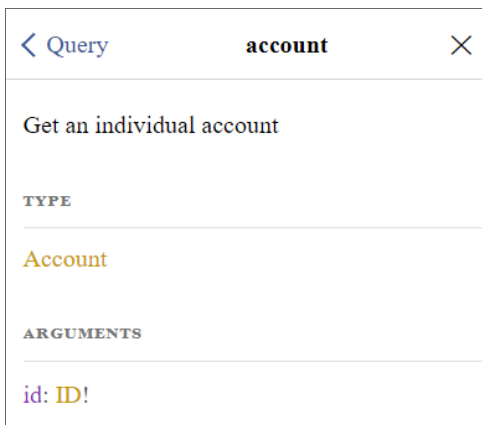 Query account
Get an individual account
TYPE
Account
ARGUMENTS
id: ID!